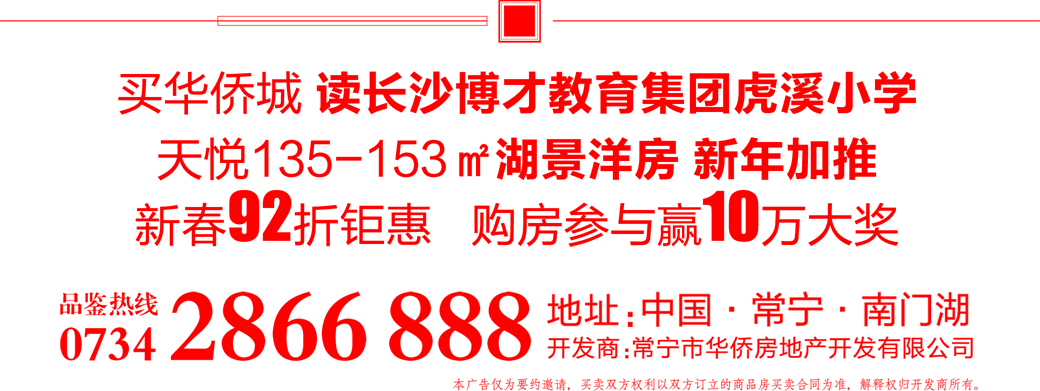 买华侨城 读长沙博才教育集团虎溪小学
天悦135-153㎡湖景洋房 新年加推
新春92折钜惠 购房参与赢10万大奖
品鉴热线
0734 2866 888
地址：中国·常宁·南门湖
开发商：常宁市华侨房地产开发有限公司
本广告仅为要约邀请，买卖双方权利以双方订立的商品房买卖合同为准，解释权归开发商所有。